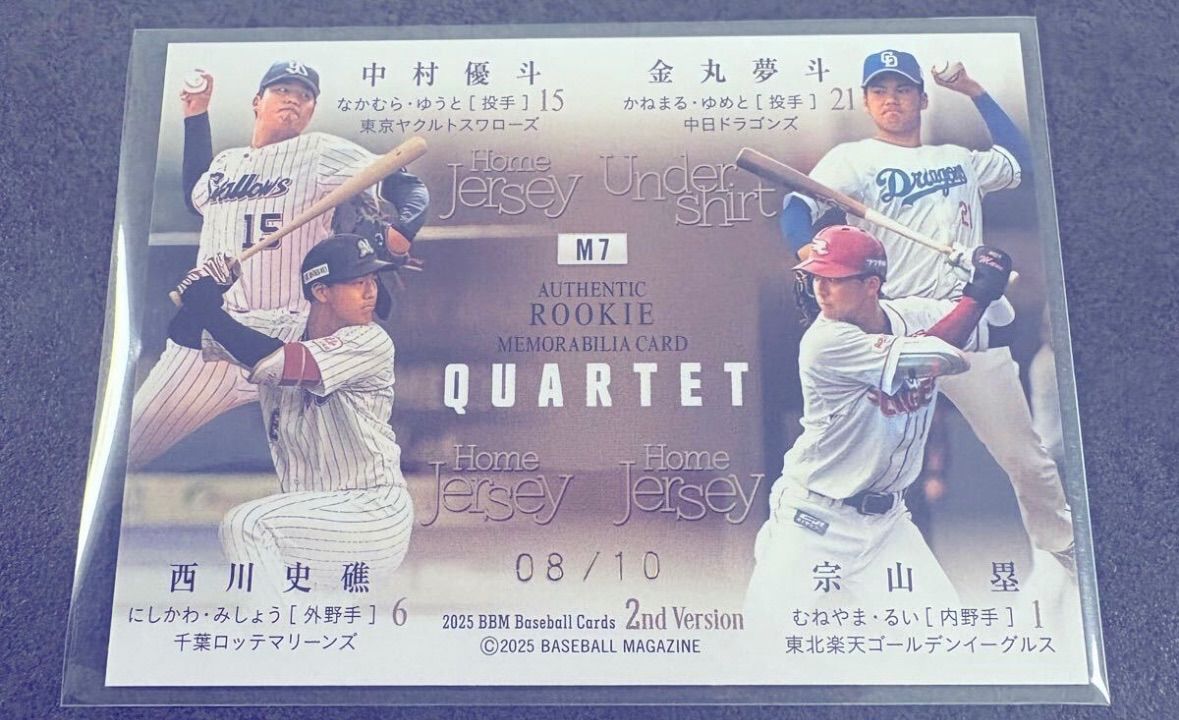 中村優斗
なかむら・ゆうと [投手] 15
東京ヤクルトスワローズ
金丸夢斗
かねまる・ゆめと [投手] 21
中日ドラゴンズ
Swallows
15
CD
Dragons
21
Home
Jersey
Under
shirt
M7
AUTHENTIC
ROOKIE
MEMORABILIA CARD
QUARTET
Home
Jersey
Home
Jersey
08/10
西川史礁
にしかわ・みしょう [外野手] 6
千葉ロッテマリーンズ
2025 BBM Baseball Cards 2nd Version
©2025 BASEBALL MAGAZINE
宗山塁
むねやま・るい [内野手] 1
東北楽天ゴールデンイーグルス